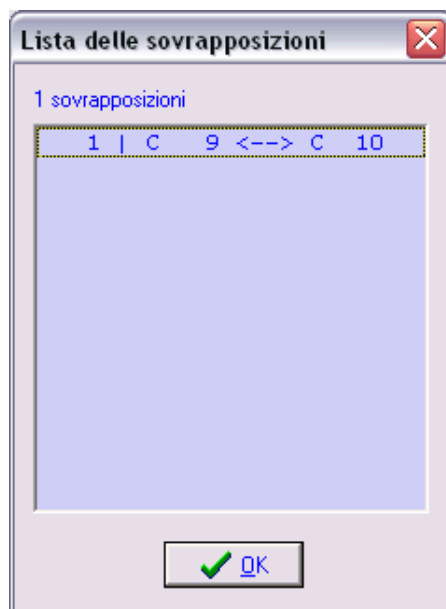 Lista delle sovrapposizioni
1 sovrapposizioni
1 | C 9 <--> C 10
OK